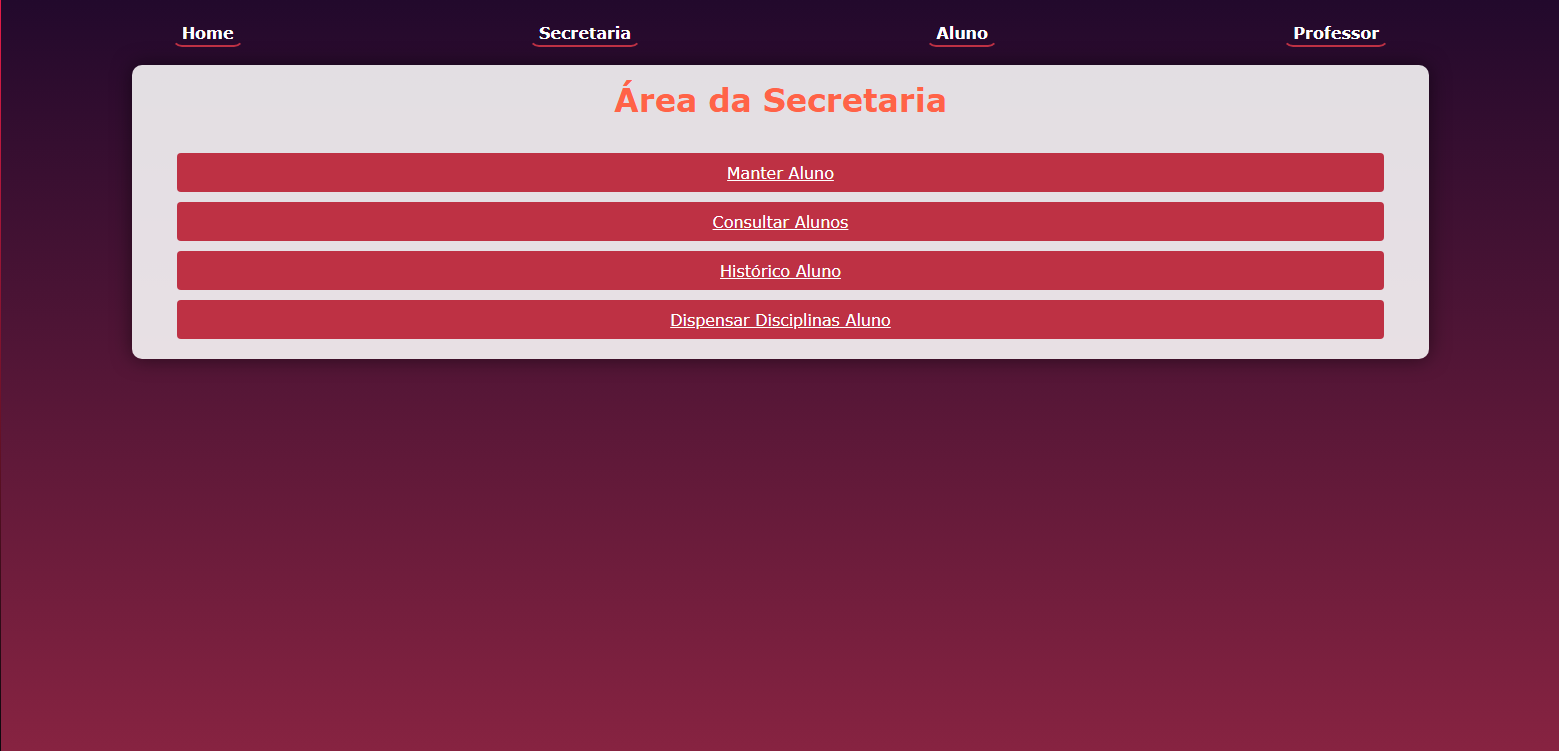 Home Secretaria Aluno Professor
Área da Secretaria
Manter Aluno
Consultar Alunos
Histórico Aluno
Dispensar Disciplinas Aluno